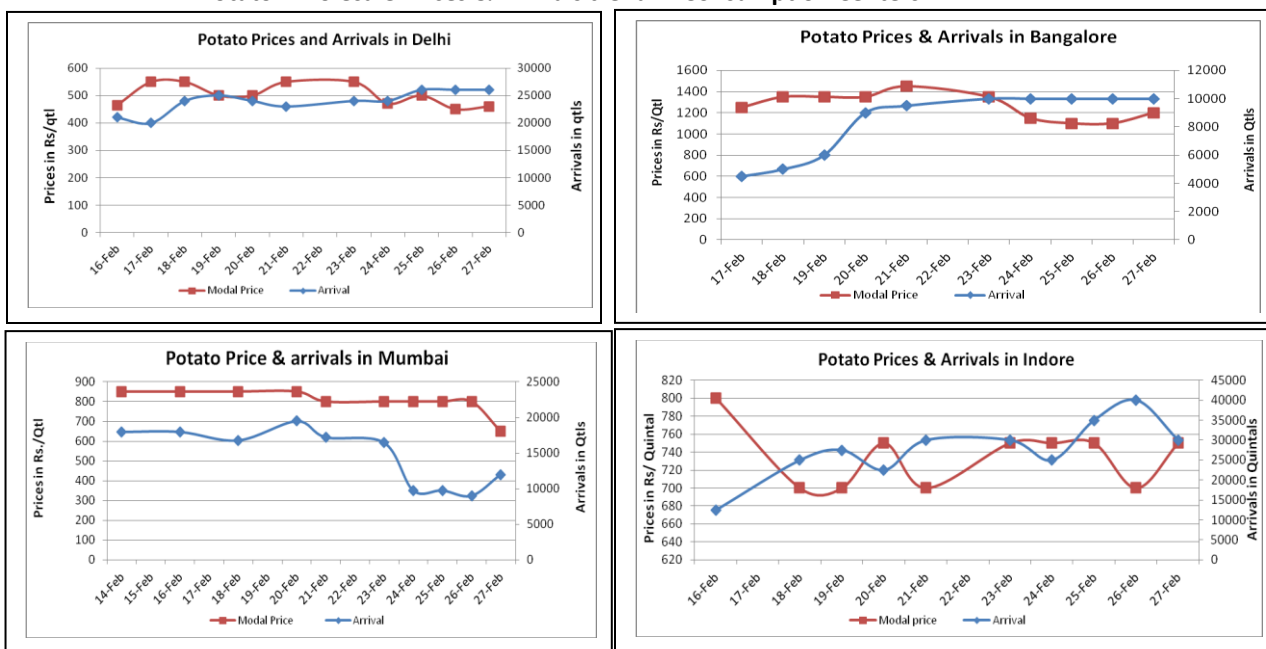 Potato Prices and Arrivals in Delhi
Prices in Rs/qtl
600
500
400
300
200
100
0
30000
25000
20000
15000
10000
5000
0
Arrivals in qtls
16-Feb
17-Feb
18-Feb
19-Feb
20-Feb
21-Feb
22-Feb
23-Feb
24-Feb
25-Feb
26-Feb
27-Feb
Modal Price
Arrival
Potato Prices & Arrivals in Bangalore
Prices in Rs/Qtl
1600
1400
1200
1000
800
600
400
200
0
12000
10000
8000
6000
4000
2000
0
Arrivals in Qtls
17-Feb
18-Feb
19-Feb
20-Feb
21-Feb
22-Feb
23-Feb
24-Feb
25-Feb
26-Feb
27-Feb
Modal Price
Arrival
Potato Price & arrivals in Mumbai
Prices in Rs./Qtl
900
800
700
600
500
400
300
200
100
0
25000
20000
15000
10000
5000
0
Arrivals in Qtls
14-Feb
15-Feb
16-Feb
17-Feb
18-Feb
19-Feb
20-Feb
21-Feb
22-Feb
23-Feb
24-Feb
25-Feb
26-Feb
27-Feb
Modal Price
Arrival
Potato Prices & Arrivals in Indore
Prices in Rs/ Quintal
820
800
780
760
740
720
700
680
660
640
620
45000
40000
35000
30000
25000
20000
15000
10000
5000
0
Arrivals in Quintals
16-Feb
17-Feb
18-Feb
19-Feb
20-Feb
21-Feb
22-Feb
23-Feb
24-Feb
25-Feb
26-Feb
27-Feb
Modal price
Arrival